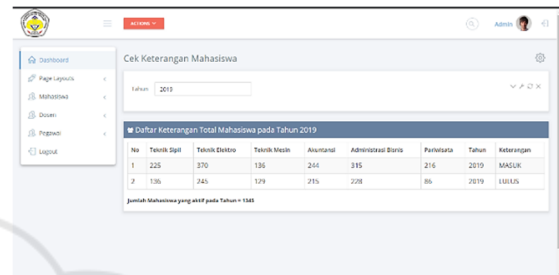 ACTIONS
Admin
Dashboard
Page Layouts
Mahasiswa
Dosen
Pegawai
Logout
Cek Keterangan Mahasiswa
Tahun 2019
Daftar Keterangan Total Mahasiswa pada Tahun 2019
No Teknik Sipil Teknik Elektro Teknik Mesin Akuntansi Administrasi Bisnis Pariwisata Tahun Keterangan
1 225 370 136 244 315 216 2019 MASUK
2 136 245 129 215 228 86 2019 LULUS
Jumlah Mahasiswa yang aktif pada Tahun = 1345